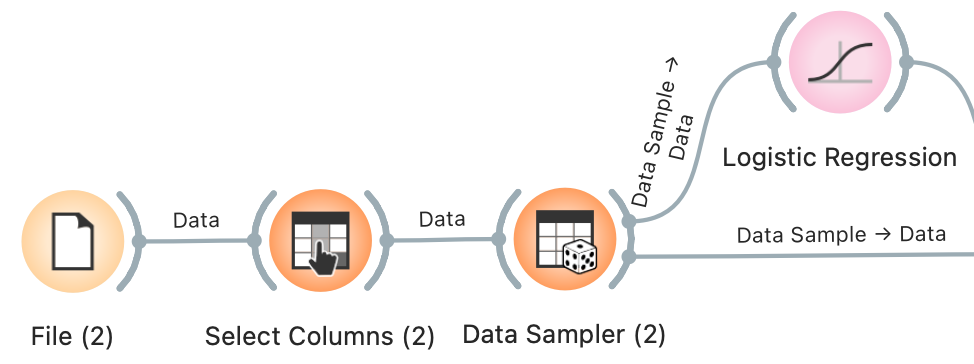 Data Sample →
Data
Logistic Regression
Data
Data
Data Sample → Data
File (2)
Select Columns (2)
Data Sampler (2)